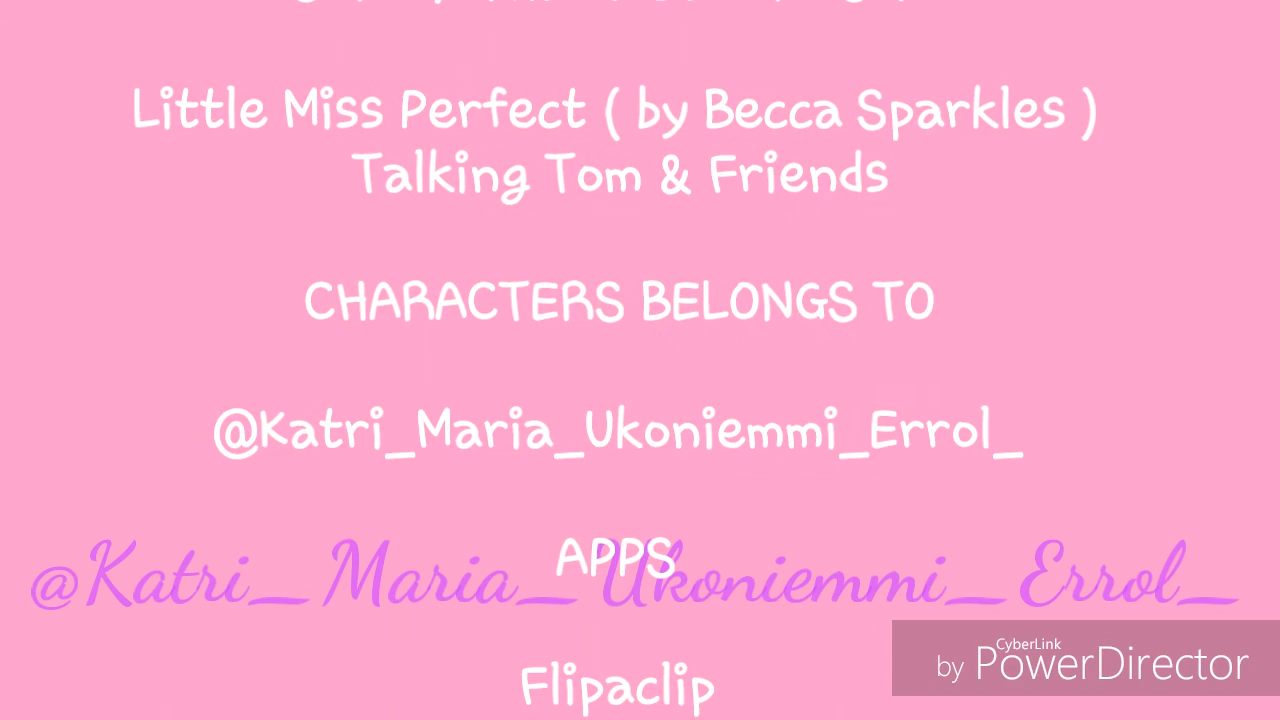 Little Miss Perfect ( by Becca Sparkles )
Talking Tom & Friends
CHARACTERS BELONGS TO
@Katri_Maria_Ukoniemmi_Errol_
APPS
@Katri_Maria_Ukoniemmi_Errol_
Flipaclip
by CyberLink PowerDirector